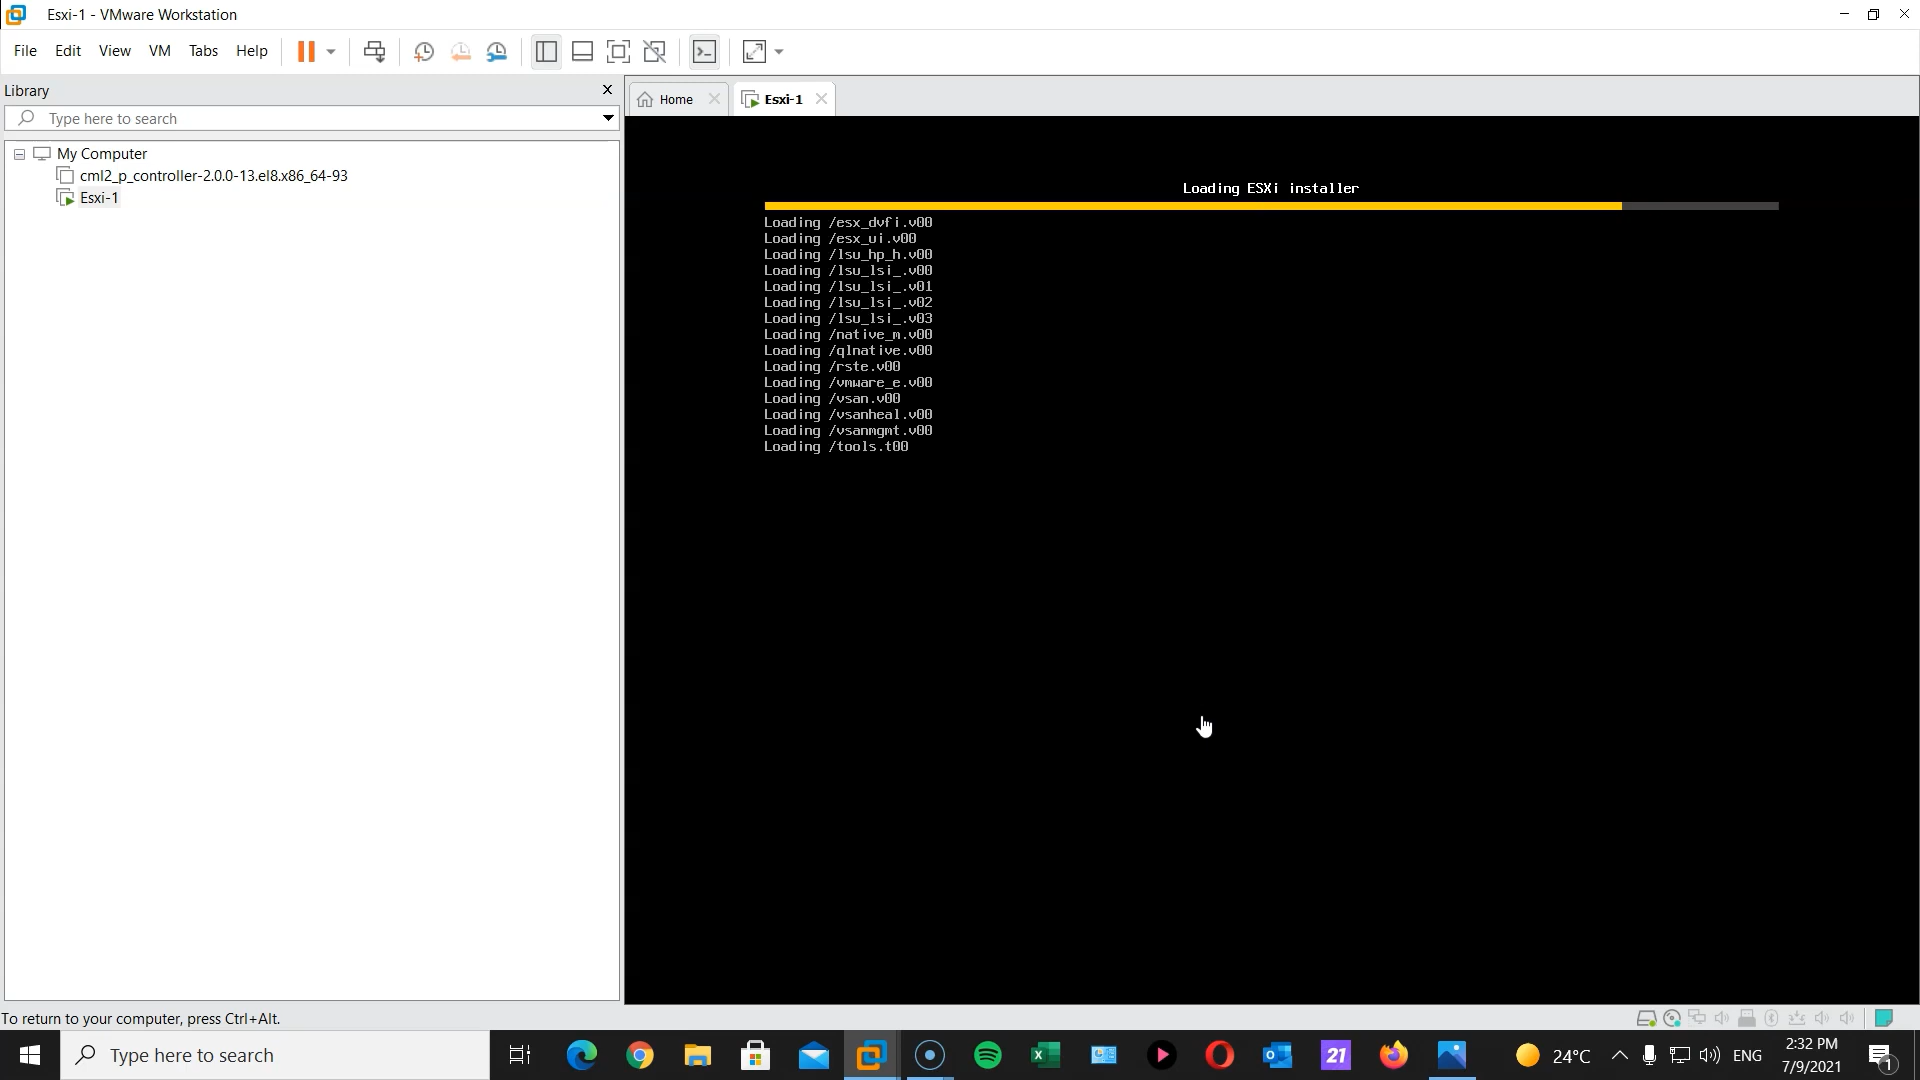 Esxi-1 - VMware Workstation
File Edit View VM Tabs Help
Library
Type here to search
My Computer
cml2_p_controller-2.0.0-13.el8.x86_64-93
Esxi-1
Home
Esxi-1
Loading ESXi installer
Loading /esx_dvfi.v00
Loading /esx_ui.v00
Loading /lsu_hp_h.v00
Loading /lsu_lsi_.v00
Loading /lsu_lsi_.v01
Loading /lsu_lsi_.v02
Loading /lsu_lsi_.v03
Loading /native_m.v00
Loading /qlnative.v00
Loading /rste.v00
Loading /vmware_e.v00
Loading /vsan.v00
Loading /vsanheal.v00
Loading /vsanmgmt.v00
Loading /tools.t00
To return to your computer, press Ctrl+Alt.
Type here to search
21
24°C
ENG
2:32 PM
7/9/2021
1